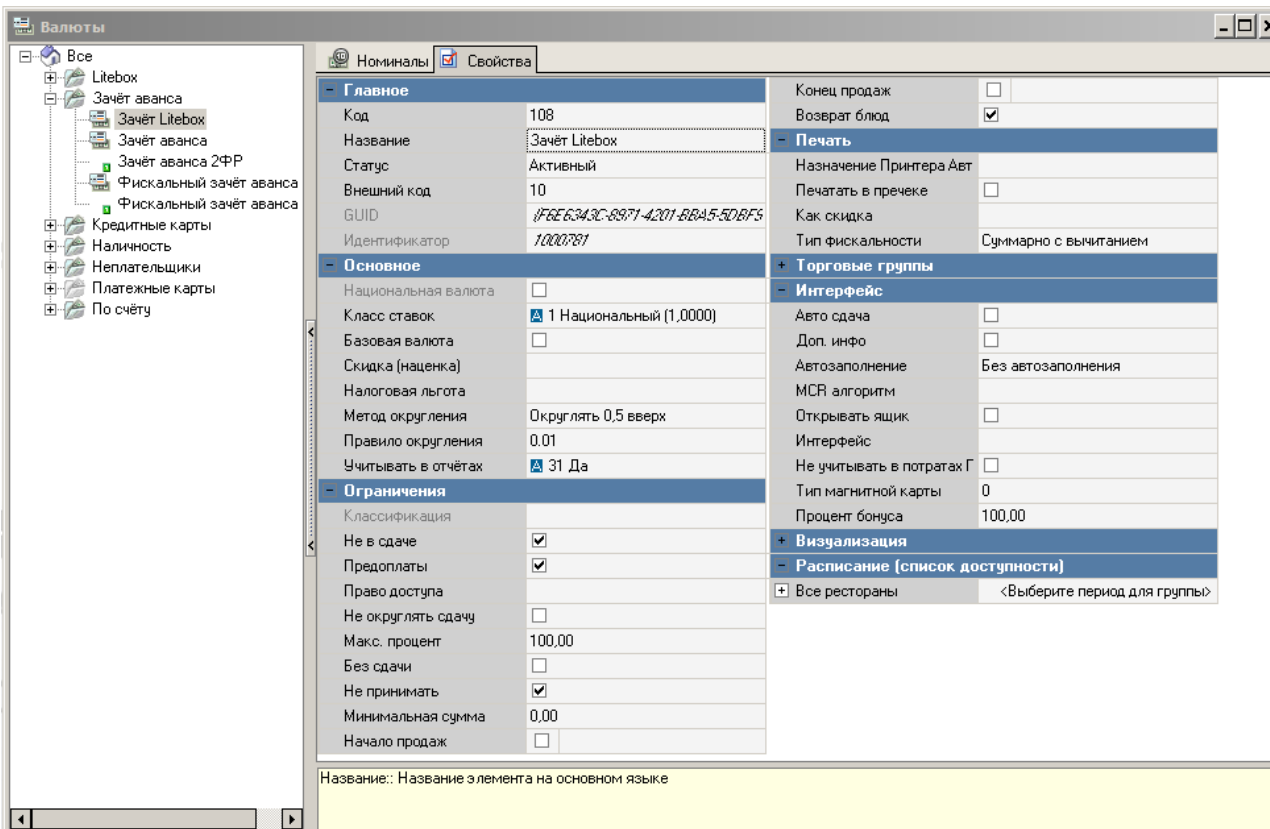 Валюты
Все
Litebox
Зачёт аванса
Зачёт Litebox
Зачёт аванса
Зачёт аванса 2ФР
Фискальный зачёт аванса
Фискальный зачёт аванса
Кредитные карты
Наличность
Неплательщики
Платежные карты
По счёту
Номиналы Свойства
Главное
Код 108
Название Зачёт Litebox
Статус Активный
Внешний код 10
GUID
Идентификатор 1000781
Основное
Национальная валюта
Класс ставок 1 Национальный (1,0000)
Базовая валюта
Скидка (наценка)
Налоговая льгота
Метод округления Округлять 0,5 вверх
Правило округления 0.01
Учитывать в отчётах 31 Да
Ограничения
Классификация
Не в сдаче
Предоплаты
Право доступа
Не округлять сдачу
Макс. процент 100,00
Без сдачи
Не принимать
Минимальная сумма 0,00
Начало продаж
Конец продаж
Возврат блюд
Печать
Назначение Принтера Авт
Печатать в пречеке
Как скидка
Тип фискальности Суммарно с вычитанием
Торговые группы
Интерфейс
Авто сдача
Доп. инфо
Автозаполнение Без автозаполнения
MCR алгоритм
Открывать ящик
Интерфейс
Не учитывать в потратах Г
Тип магнитной карты 0
Процент бонуса 100,00
Визуализация
Расписание (список доступности)
Все рестораны <Выберите период для группы>
Название:: Название элемента на основном языке